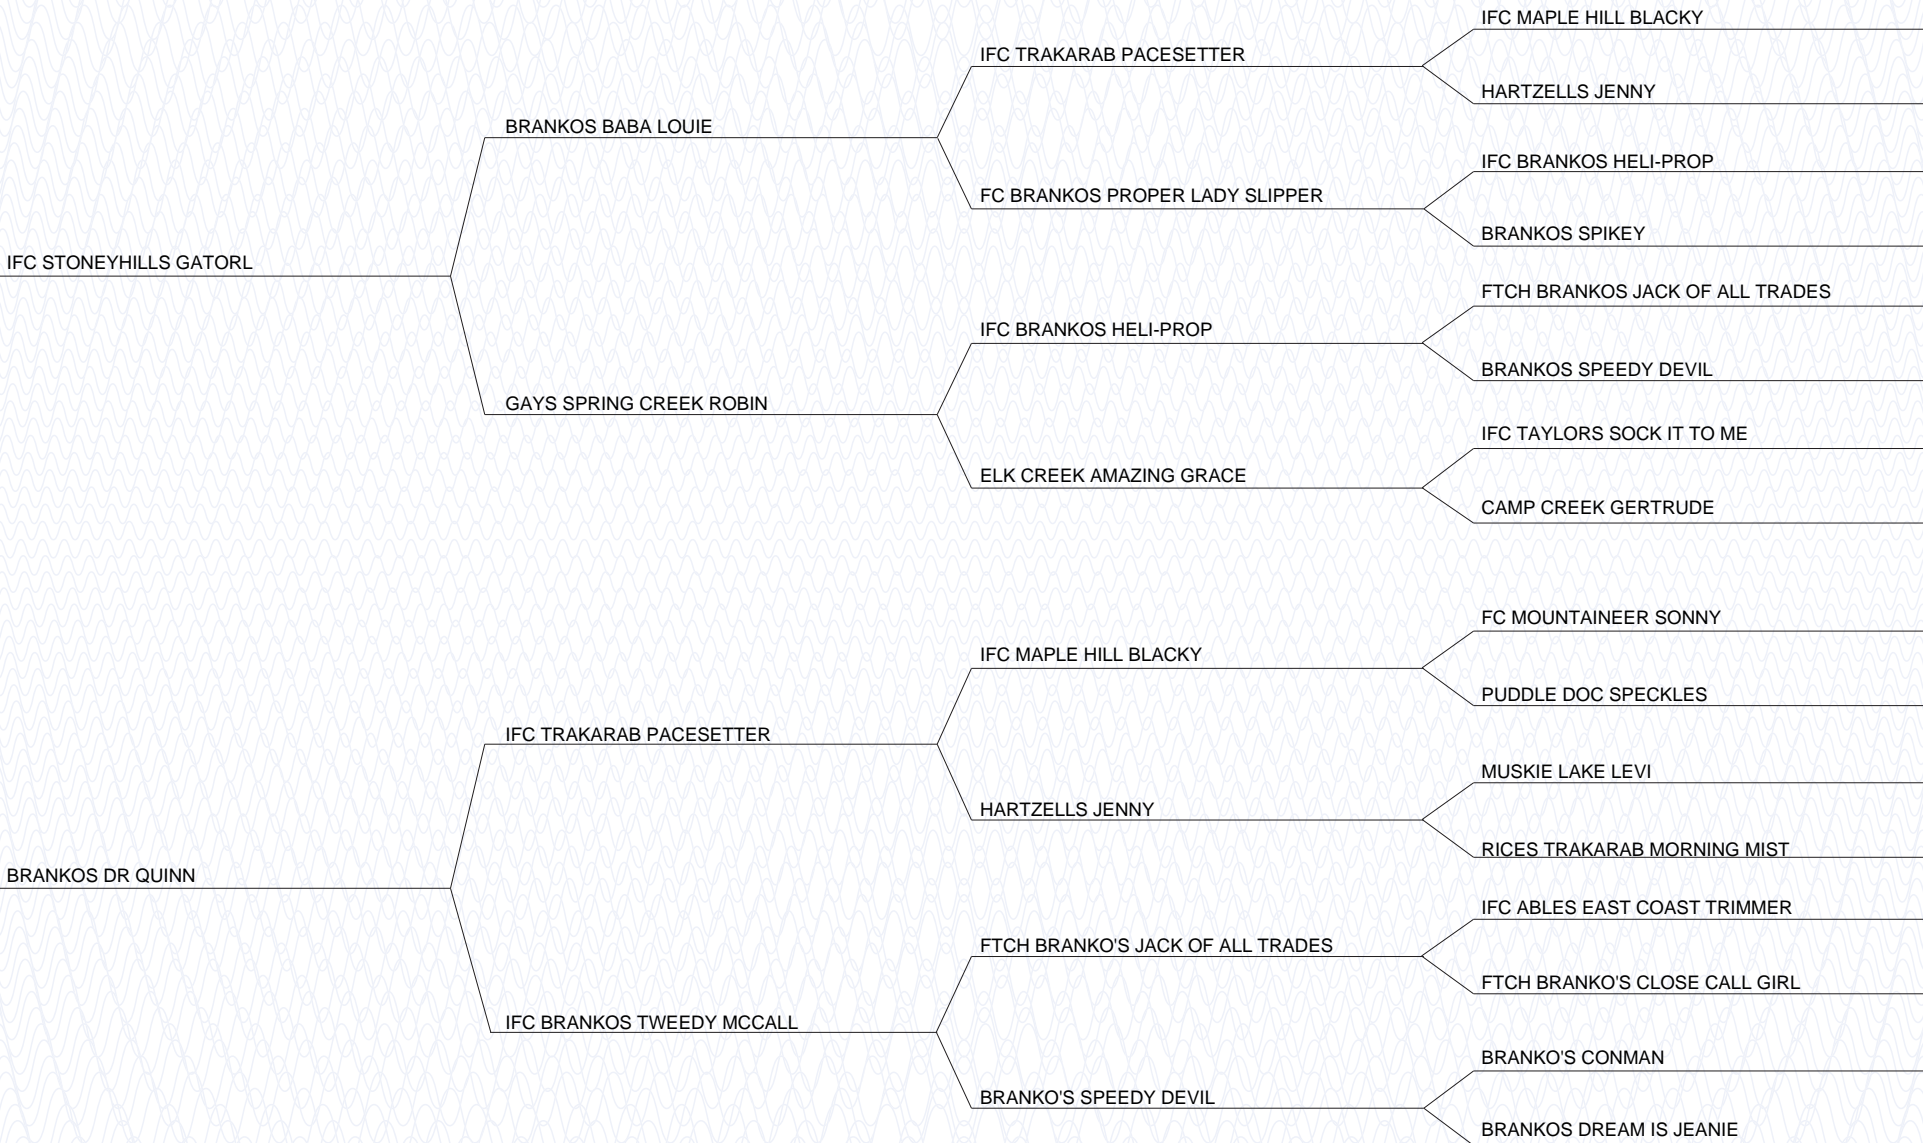 IFC MAPLE HILL BLACKY
IFC TRAKARAB PACESETTER
HARTZELLS JENNY
BRANKOS BABA LOUIE
IFC BRANKOS HELI-PROP
FC BRANKOS PROPER LADY SLIPPER
BRANKOS SPIKEY
IFC STONEYHILLS GATORL
FTCH BRANKOS JACK OF ALL TRADES
IFC BRANKOS HELI-PROP
BRANKOS SPEEDY DEVIL
GAYS SPRING CREEK ROBIN
IFC TAYLORS SOCK IT TO ME
ELK CREEK AMAZING GRACE
CAMP CREEK GERTRUDE
FC MOUNTAINEER SONNY
IFC MAPLE HILL BLACKY
PUDDLE DOC SPECKLES
IFC TRAKARAB PACESETTER
MUSKIE LAKE LEVI
HARTZELLS JENNY
RICES TRAKARAB MORNING MIST
BRANKOS DR QUINN
IFC ABLES EAST COAST TRIMMER
FTCH BRANKO'S JACK OF ALL TRADES
FTCH BRANKO'S CLOSE CALL GIRL
IFC BRANKOS TWEEDY MCCALL
BRANKO'S CONMAN
BRANKO'S SPEEDY DEVIL
BRANKOS DREAM IS JEANIE